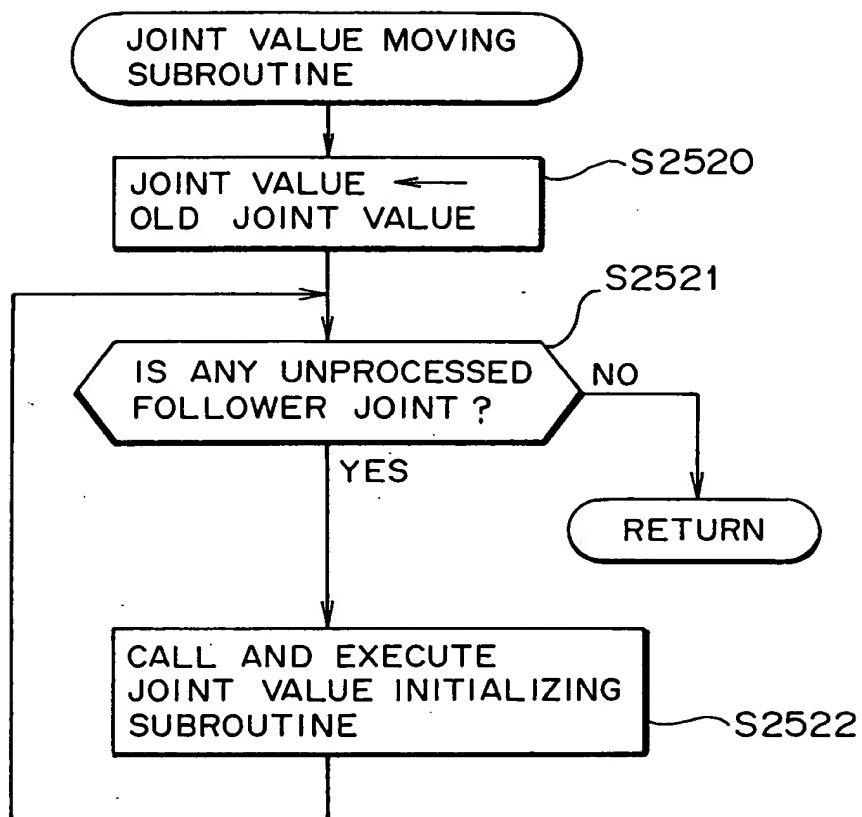 JOINT VALUE MOVING
SUBROUTINE
S2520
JOINT VALUE ←
OLD JOINT VALUE
S2521
IS ANY UNPROCESSED
FOLLOWER JOINT ?
NO
YES
RETURN
CALL AND EXECUTE
JOINT VALUE INITIALIZING
SUBROUTINE
S2522